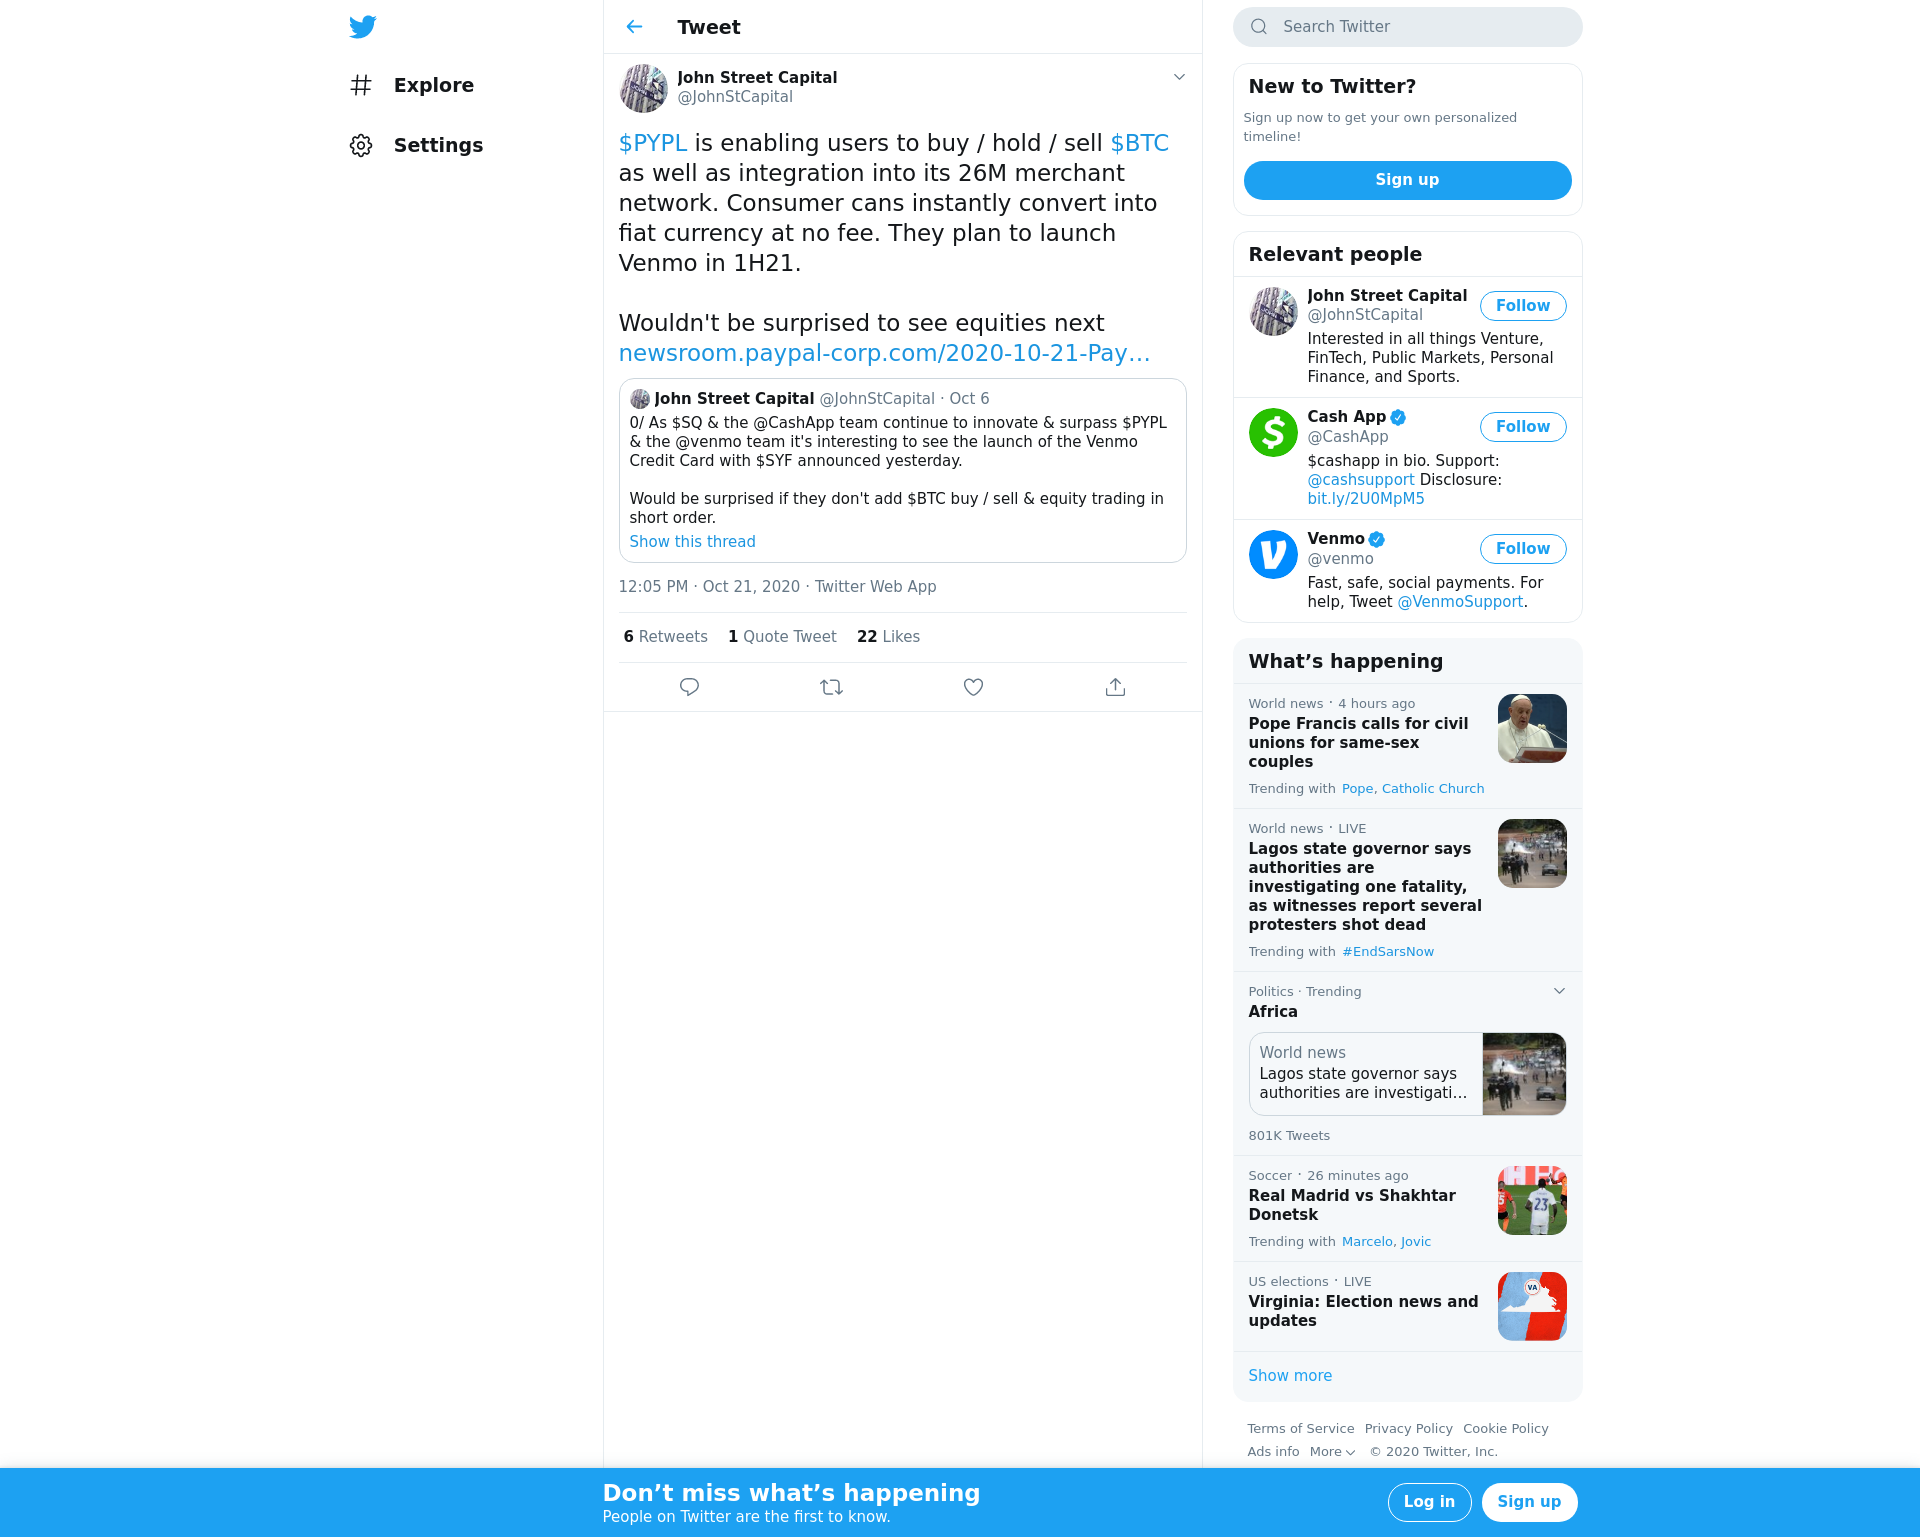 Explore
Settings
Tweet
John Street Capital
@JohnStCapital
$PYPL is enabling users to buy / hold / sell $BTC
as well as integration into its 26M merchant
network. Consumer cans instantly convert into
fiat currency at no fee. They plan to launch
Venmo in 1H21.
Wouldn't be surprised to see equities next
newsroom.paypal-corp.com/2020-10-21-Pay…
John Street Capital @JohnStCapital · Oct 6
0/ As $SQ & the @CashApp team continue to innovate & surpass $PYPL
& the @venmo team it's interesting to see the launch of the Venmo
Credit Card with $SYF announced yesterday.
Would be surprised if they don't add $BTC buy / sell & equity trading in
short order.
Show this thread
12:05 PM · Oct 21, 2020 · Twitter Web App
6 Retweets 1 Quote Tweet 22 Likes
Search Twitter
New to Twitter?
Sign up now to get your own personalized
timeline!
Sign up
Relevant people
John Street Capital
@JohnStCapital
Follow
Interested in all things Venture,
FinTech, Public Markets, Personal
Finance, and Sports.
Cash App
@CashApp
Follow
$cashapp in bio. Support:
@cashsupport Disclosure:
bit.ly/2U0MpM5
Venmo
@venmo
Follow
Fast, safe, social payments. For
help, Tweet @VenmoSupport.
What's happening
World news · 4 hours ago
Pope Francis calls for civil
unions for same-sex
couples
Trending with Pope, Catholic Church
World news · LIVE
Lagos state governor says
authorities are
investigating one fatality,
as witnesses report several
protesters shot dead
Trending with #EndSarsNow
Politics · Trending
Africa
World news
Lagos state governor says
authorities are investigati…
801K Tweets
Soccer · 26 minutes ago
Real Madrid vs Shakhtar
Donetsk
Trending with Marcelo, Jovic
23
US elections · LIVE
Virginia: Election news and
updates
VA
Show more
Terms of Service Privacy Policy Cookie Policy
Ads info More © 2020 Twitter, Inc.
Don't miss what's happening
People on Twitter are the first to know.
Log in
Sign up